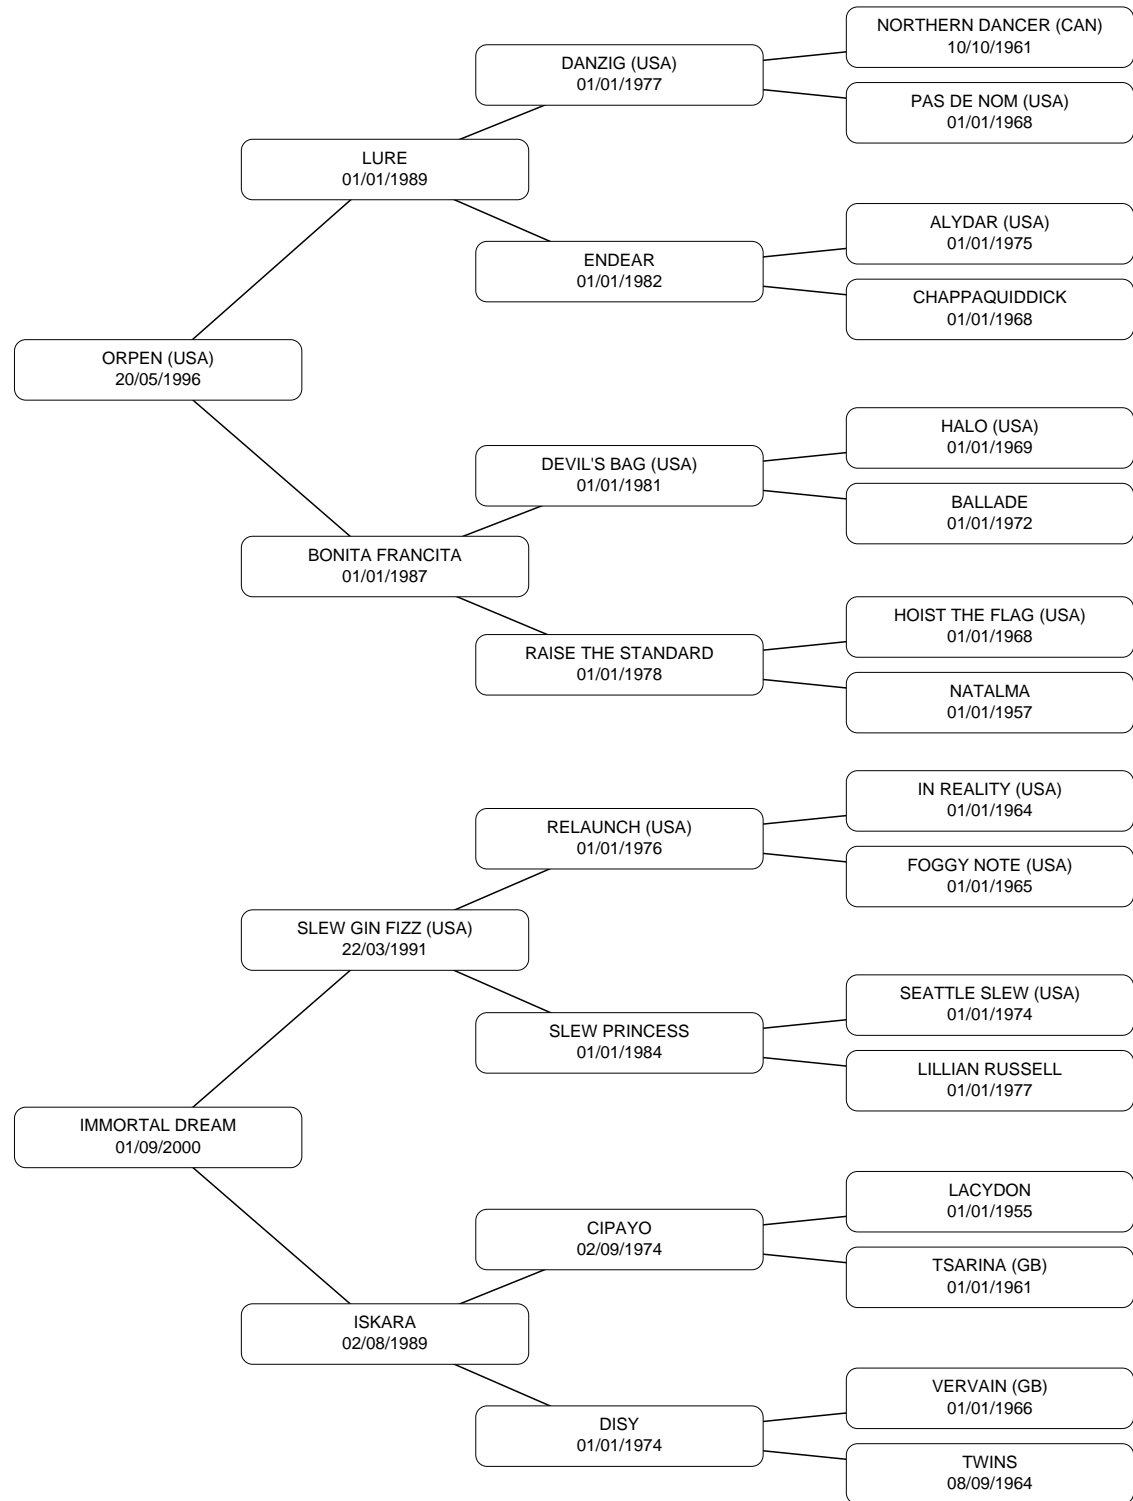 NORTHERN DANCER (CAN)
10/10/1961
DANZIG (USA)
01/01/1977
PAS DE NOM (USA)
01/01/1968
LURE
01/01/1989
ALYDAR (USA)
01/01/1975
ENDEAR
01/01/1982
CHAPPAQUIDDICK
01/01/1968
ORPEN (USA)
20/05/1996
HALO (USA)
01/01/1969
DEVIL'S BAG (USA)
01/01/1981
BALLADE
01/01/1972
BONITA FRANCITA
01/01/1987
HOIST THE FLAG (USA)
01/01/1968
RAISE THE STANDARD
01/01/1978
NATALMA
01/01/1957
IN REALITY (USA)
01/01/1964
RELAUNCH (USA)
01/01/1976
FOGGY NOTE (USA)
01/01/1965
SLEW GIN FIZZ (USA)
22/03/1991
SEATTLE SLEW (USA)
01/01/1974
SLEW PRINCESS
01/01/1984
LILLIAN RUSSELL
01/01/1977
IMMORTAL DREAM
01/09/2000
LACYDON
01/01/1955
CIPAYO
02/09/1974
TSARINA (GB)
01/01/1961
ISKARA
02/08/1989
VERVAIN (GB)
01/01/1966
DISY
01/01/1974
TWINS
08/09/1964